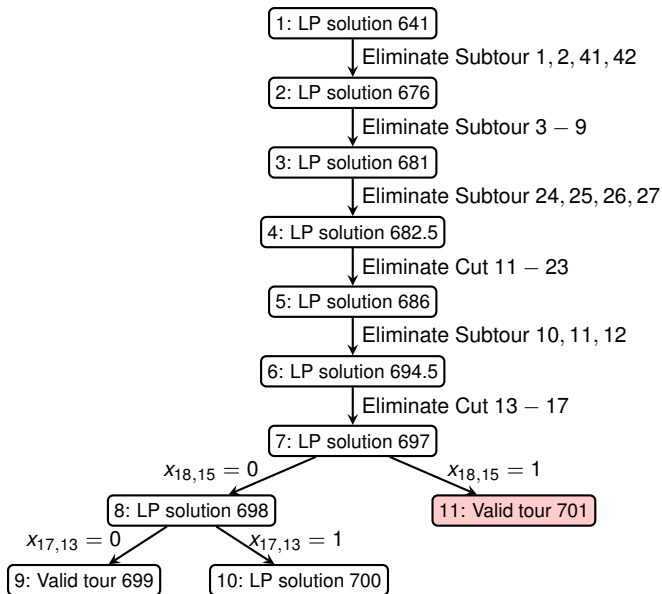 1: LP solution 641
Eliminate Subtour 1, 2, 41, 42
2: LP solution 676
Eliminate Subtour 3 − 9
3: LP solution 681
Eliminate Subtour 24, 25, 26, 27
4: LP solution 682.5
Eliminate Cut 11 − 23
5: LP solution 686
Eliminate Subtour 10, 11, 12
6: LP solution 694.5
Eliminate Cut 13 − 17
7: LP solution 697
x18,15 = 0 x18,15 = 1
8: LP solution 698 11: Valid tour 701
x17,13 = 0 x17,13 = 1
9: Valid tour 699 10: LP solution 700